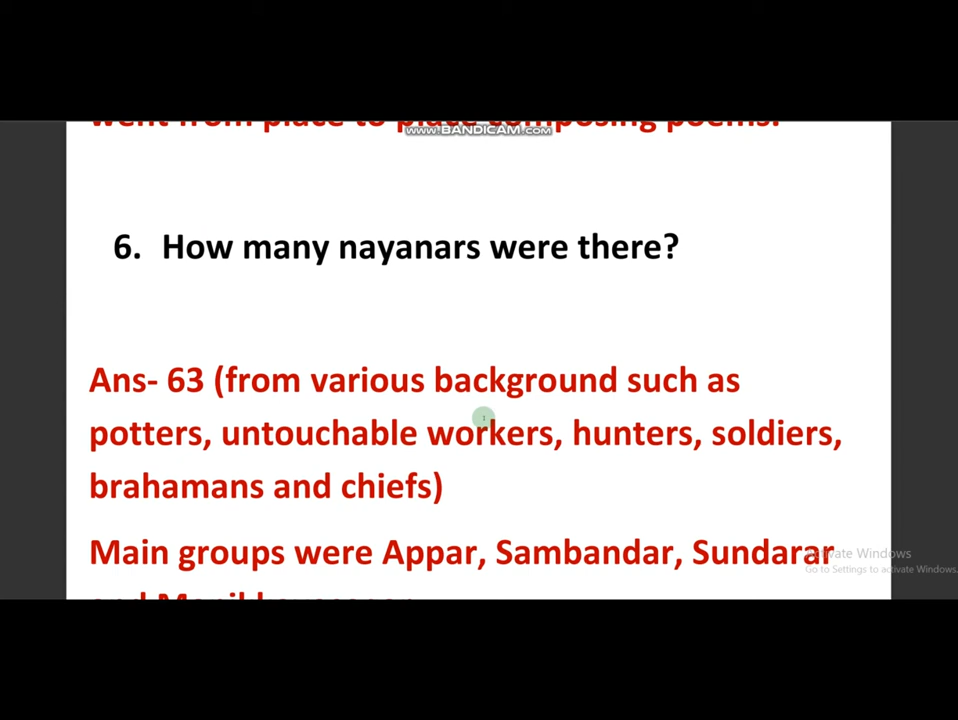 went from place to place composing poems.
www.BANDICAM.com
6. How many nayanars were there?
Ans- 63 (from various background such as
potters, untouchable workers, hunters, soldiers,
brahamans and chiefs)
Main groups were Appar, Sambandar, Sundarar
Activate Windows
Go to Settings to activate Windows.
and